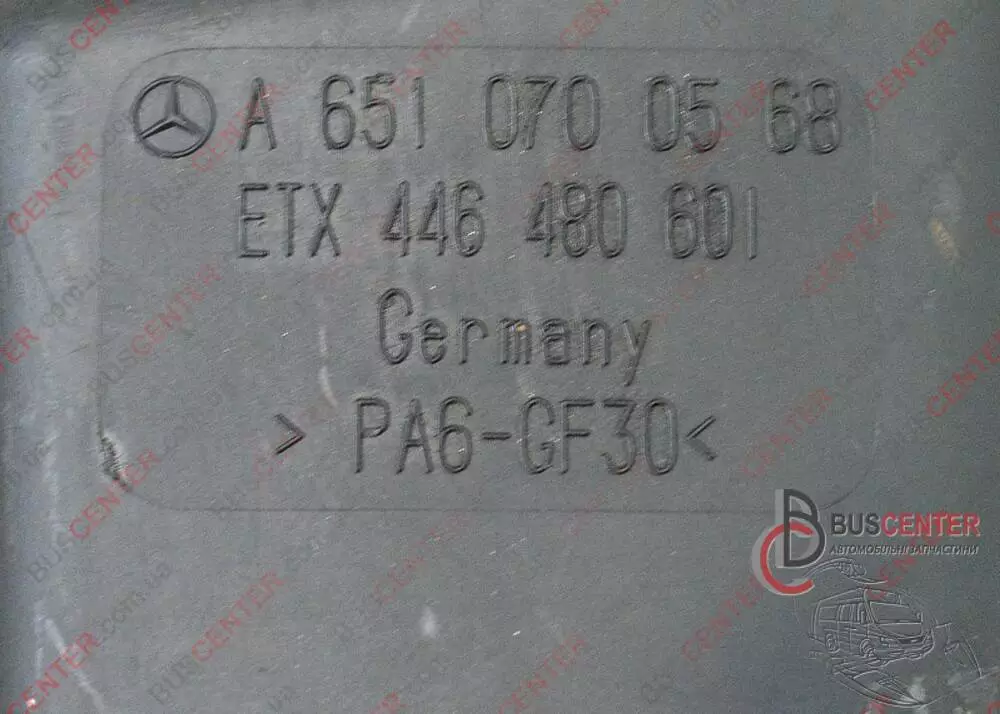 A 651 070 05 68
ETX 446 480 601
Germany
> PA6-GF30<
BUSCENTER
АВТОМОБІЛЬНІ ЗАПЧАСТИНИ